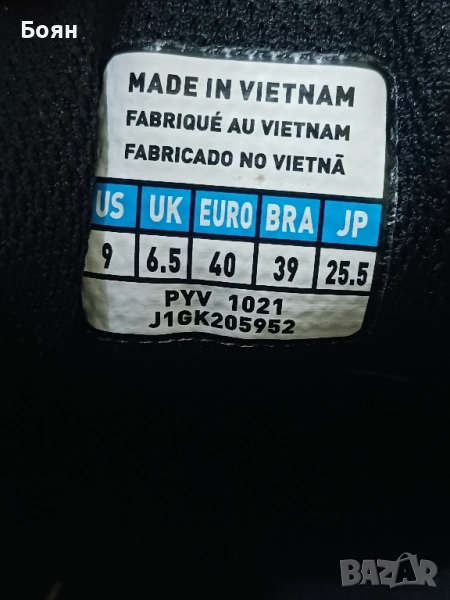 Боян
MADE IN VIETNAM
FABRIQUÉ AU VIETNAM
FABRICADO NO VIETNÃ
US UK EURO BRA JP
9 6.5 40 39 25.5
PYV 1021
J1GK205952
BAZAR